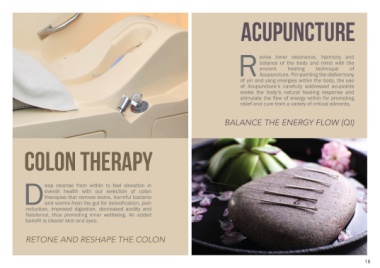 ACUPUNCTURE
Revive inner resonance, harmony and
balance of the body and mind with the
ancient healing technique of
Acupuncture. Pin-pointing the disharmony
of yin and yang energies within the body, the use
of Acupuncture's carefully addressed acupoints
evoke the body's natural healing response and
stimulate the flow of energy within for providing
relief and cure from a variety of critical ailments.
BALANCE THE ENERGY FLOW (QI)
COLON THERAPY
Deep cleanse from within to feel elevation in
overall health with our selection of colon
therapies that remove toxins, harmful bacteria
and worms from the gut for detoxification, pain
reduction, improved digestion, decreased acidity and
flatulence, thus promoting inner wellbeing. An added
benefit is clearer skin and eyes.
RETONE AND RESHAPE THE COLON